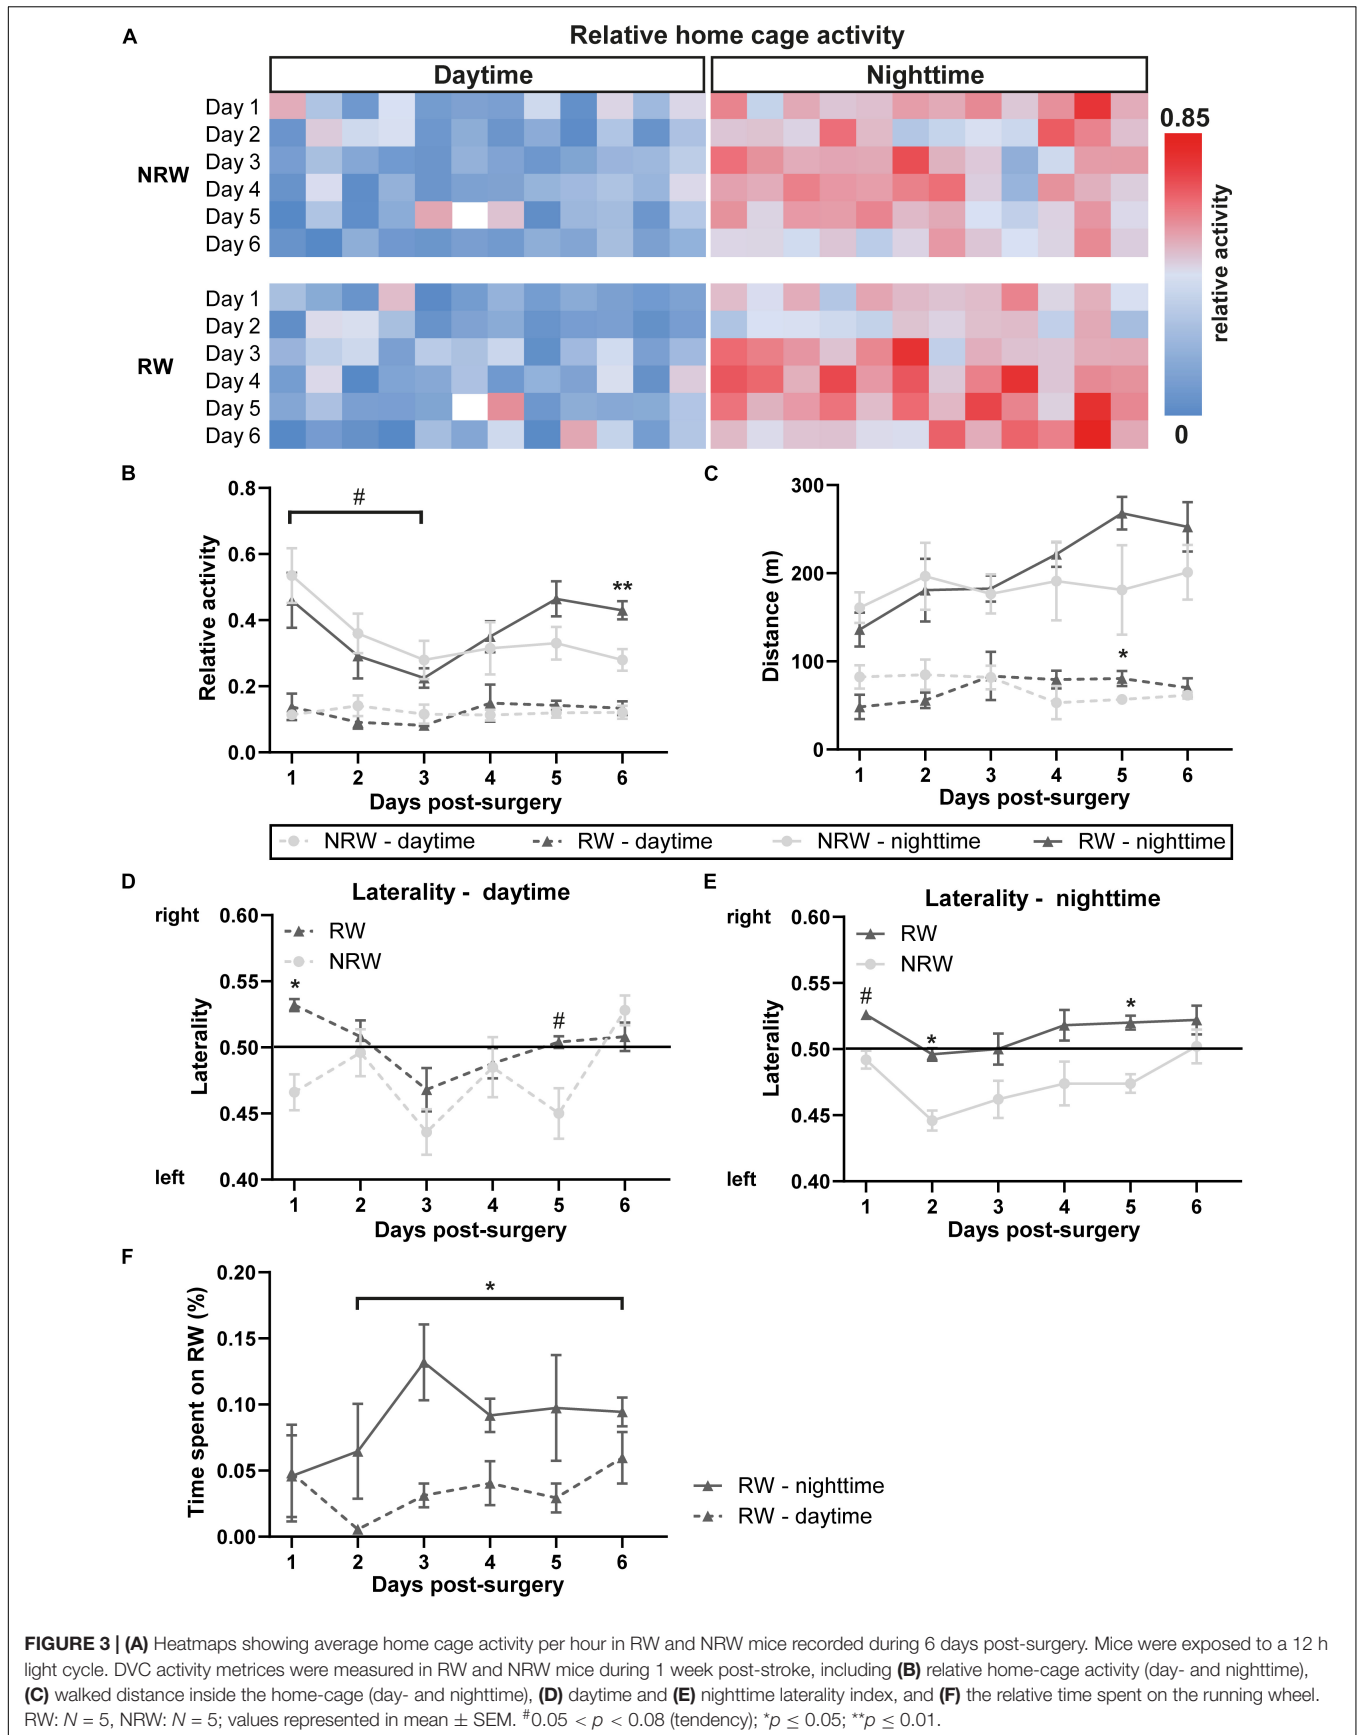 A
Relative home cage activity
Daytime
Nighttime
NRW
Day 1
Day 2
Day 3
Day 4
Day 5
Day 6
RW
Day 1
Day 2
Day 3
Day 4
Day 5
Day 6
0.85
relative activity
0
B
0.8
0.6
0.4
0.2
0.0
Relative activity
#
**
1 2 3 4 5 6
Days post-surgery
C
300
200
100
0
Distance (m)
*
1 2 3 4 5 6
Days post-surgery
NRW - daytime RW - daytime NRW - nighttime RW - nighttime
D
Laterality - daytime
right
left
0.60
0.55
0.50
0.45
0.40
Laterality
RW
NRW
*
#
1 2 3 4 5 6
Days post-surgery
E
Laterality - nighttime
right
left
0.60
0.55
0.50
0.45
0.40
Laterality
RW
NRW
#
*
*
1 2 3 4 5 6
Days post-surgery
F
0.20
0.15
0.10
0.05
0.00
Time spent on RW (%)
*
1 2 3 4 5 6
Days post-surgery
RW - nighttime
RW - daytime
FIGURE 3 | (A) Heatmaps showing average home cage activity per hour in RW and NRW mice recorded during 6 days post-surgery. Mice were exposed to a 12 h
light cycle. DVC activity metrices were measured in RW and NRW mice during 1 week post-stroke, including (B) relative home-cage activity (day- and nighttime),
(C) walked distance inside the home-cage (day- and nighttime), (D) daytime and (E) nighttime laterality index, and (F) the relative time spent on the running wheel.
RW: N = 5, NRW: N = 5; values represented in mean ± SEM. #0.05 < p < 0.08 (tendency); *p ≤ 0.05; **p ≤ 0.01.